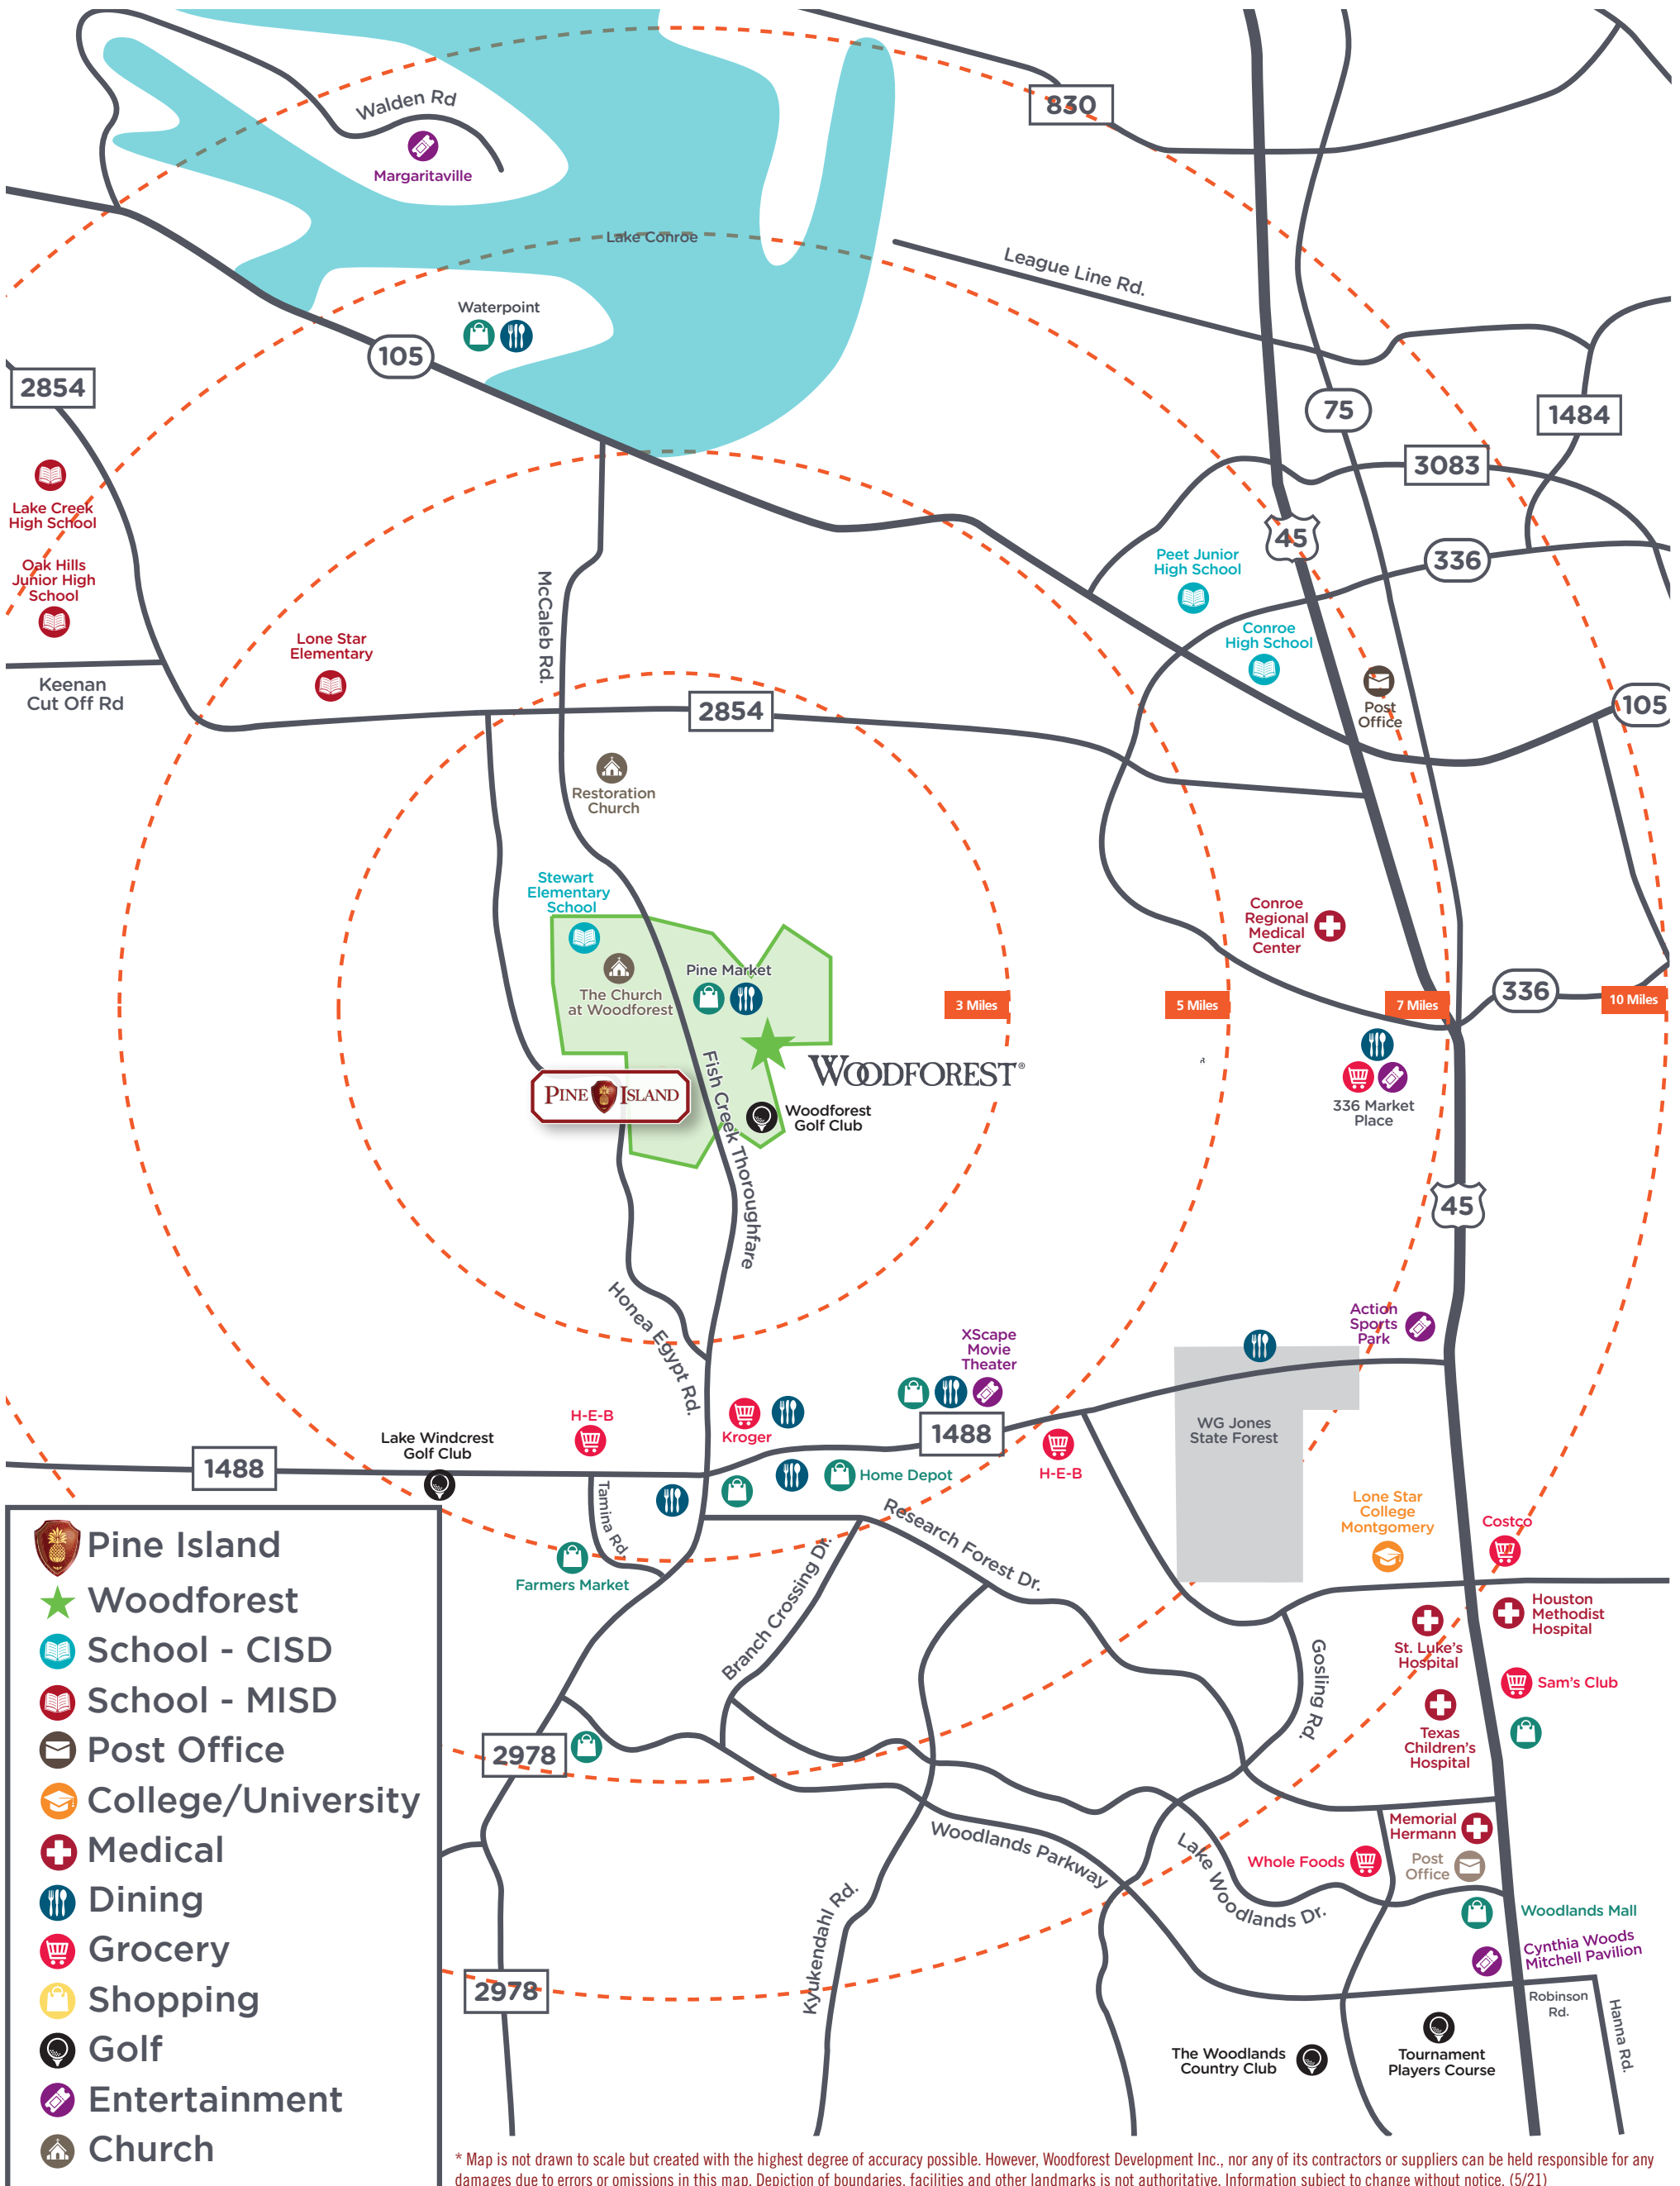 830
Walden Rd
Margaritaville
Lake Conroe
League Line Rd.
Waterpoint
105
2854
75
1484
3083
Lake Creek
High School
45
336
Peet Junior
High School
Oak Hills
Junior High
School
McCaleb Rd.
Conroe
High School
Lone Star
Elementary
Keenan
Cut Off Rd
Post
Office
105
2854
Restoration
Church
Stewart
Elementary
School
Conroe
Regional
Medical
Center
Pine Market
The Church
at Woodforest
3 Miles
5 Miles
7 Miles
336
10 Miles
WOODFOREST®
PINE ISLAND
Fish Creek Thoroughfare
Woodforest
Golf Club
336 Market
Place
45
Honea Egypt Rd.
Action
Sports
Park
XScape
Movie
Theater
H-E-B
Kroger
1488
WG Jones
State Forest
Lake Windcrest
Golf Club
1488
H-E-B
Home Depot
Tamina Rd.
Research Forest Dr.
Lone Star
College
Montgomery
Costco
Farmers Market
Branch Crossing Dr.
Houston
Methodist
Hospital
St. Luke's
Hospital
Gosling Rd.
Sam's Club
Texas
Children's
Hospital
2978
Woodlands Parkway
Lake Woodlands Dr.
Memorial
Hermann
Whole Foods
Post
Office
Kyukendahl Rd.
Woodlands Mall
Cynthia Woods
Mitchell Pavilion
2978
Robinson
Rd.
Hanna Rd.
The Woodlands
Country Club
Tournament
Players Course
Pine Island
Woodforest
School - CISD
School - MISD
Post Office
College/University
Medical
Dining
Grocery
Shopping
Golf
Entertainment
Church
* Map is not drawn to scale but created with the highest degree of accuracy possible. However, Woodforest Development Inc., nor any of its contractors or suppliers can be held responsible for any
damages due to errors or omissions in this map. Depiction of boundaries, facilities and other landmarks is not authoritative. Information subject to change without notice. (5/21)